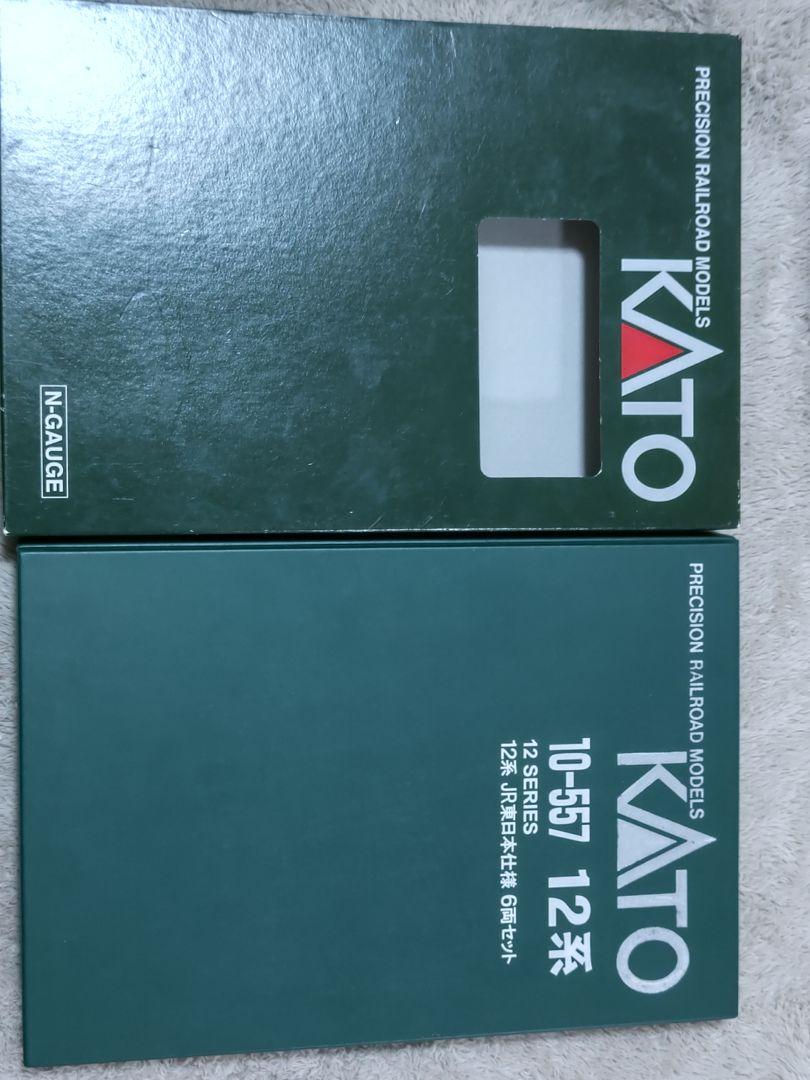 PRECISION RAILROAD MODELS
KATO
N-GAUGE
PRECISION RAILROAD MODELS
KATO
10-557 12系
12 SERIES
12系 JR東日本仕様 6両セット